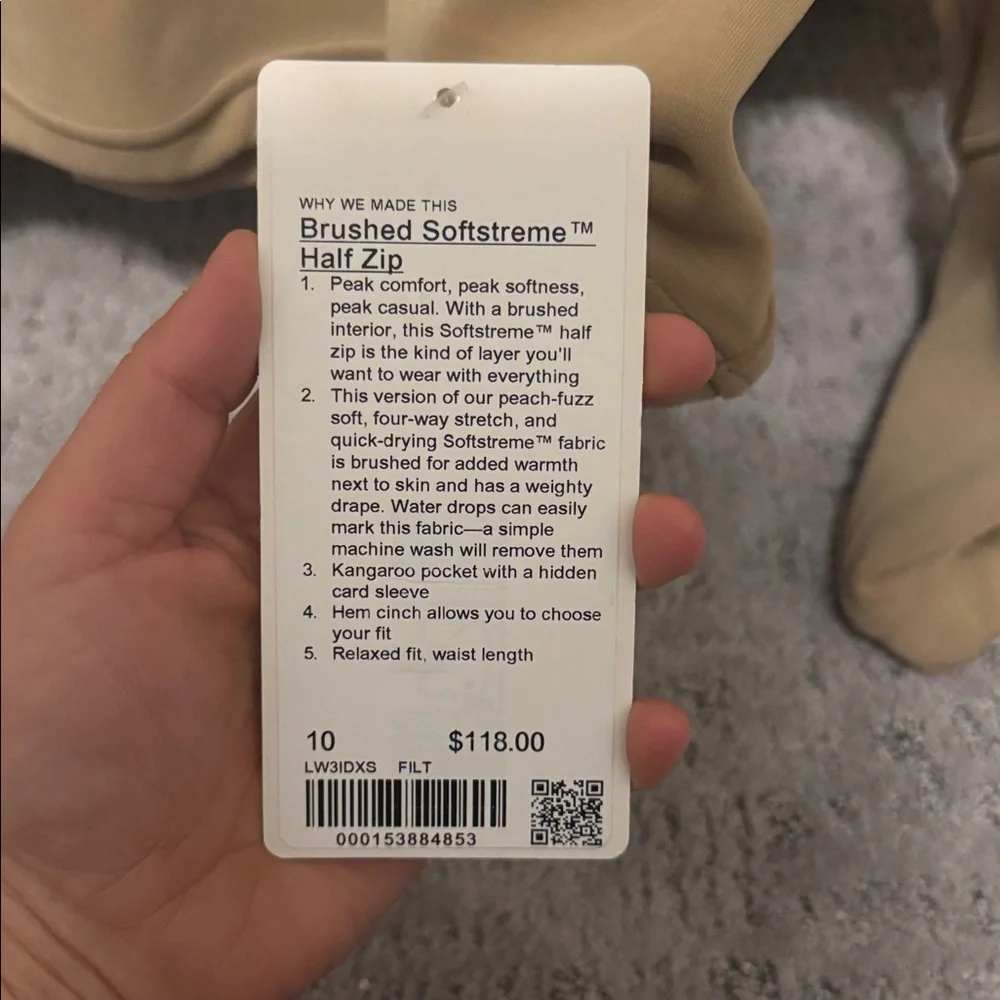 WHY WE MADE THIS
Brushed Softstreme™
Half Zip
1. Peak comfort, peak softness,
peak casual. With a brushed
interior, this Softstreme™ half
zip is the kind of layer you'll
want to wear with everything
2. This version of our peach-fuzz
soft, four-way stretch, and
quick-drying Softstreme™ fabric
is brushed for added warmth
next to skin and has a weighty
drape. Water drops can easily
mark this fabric—a simple
machine wash will remove them
3. Kangaroo pocket with a hidden
card sleeve
4. Hem cinch allows you to choose
your fit
5. Relaxed fit, waist length
10 $118.00
LW3IDXS FILT
000153884853